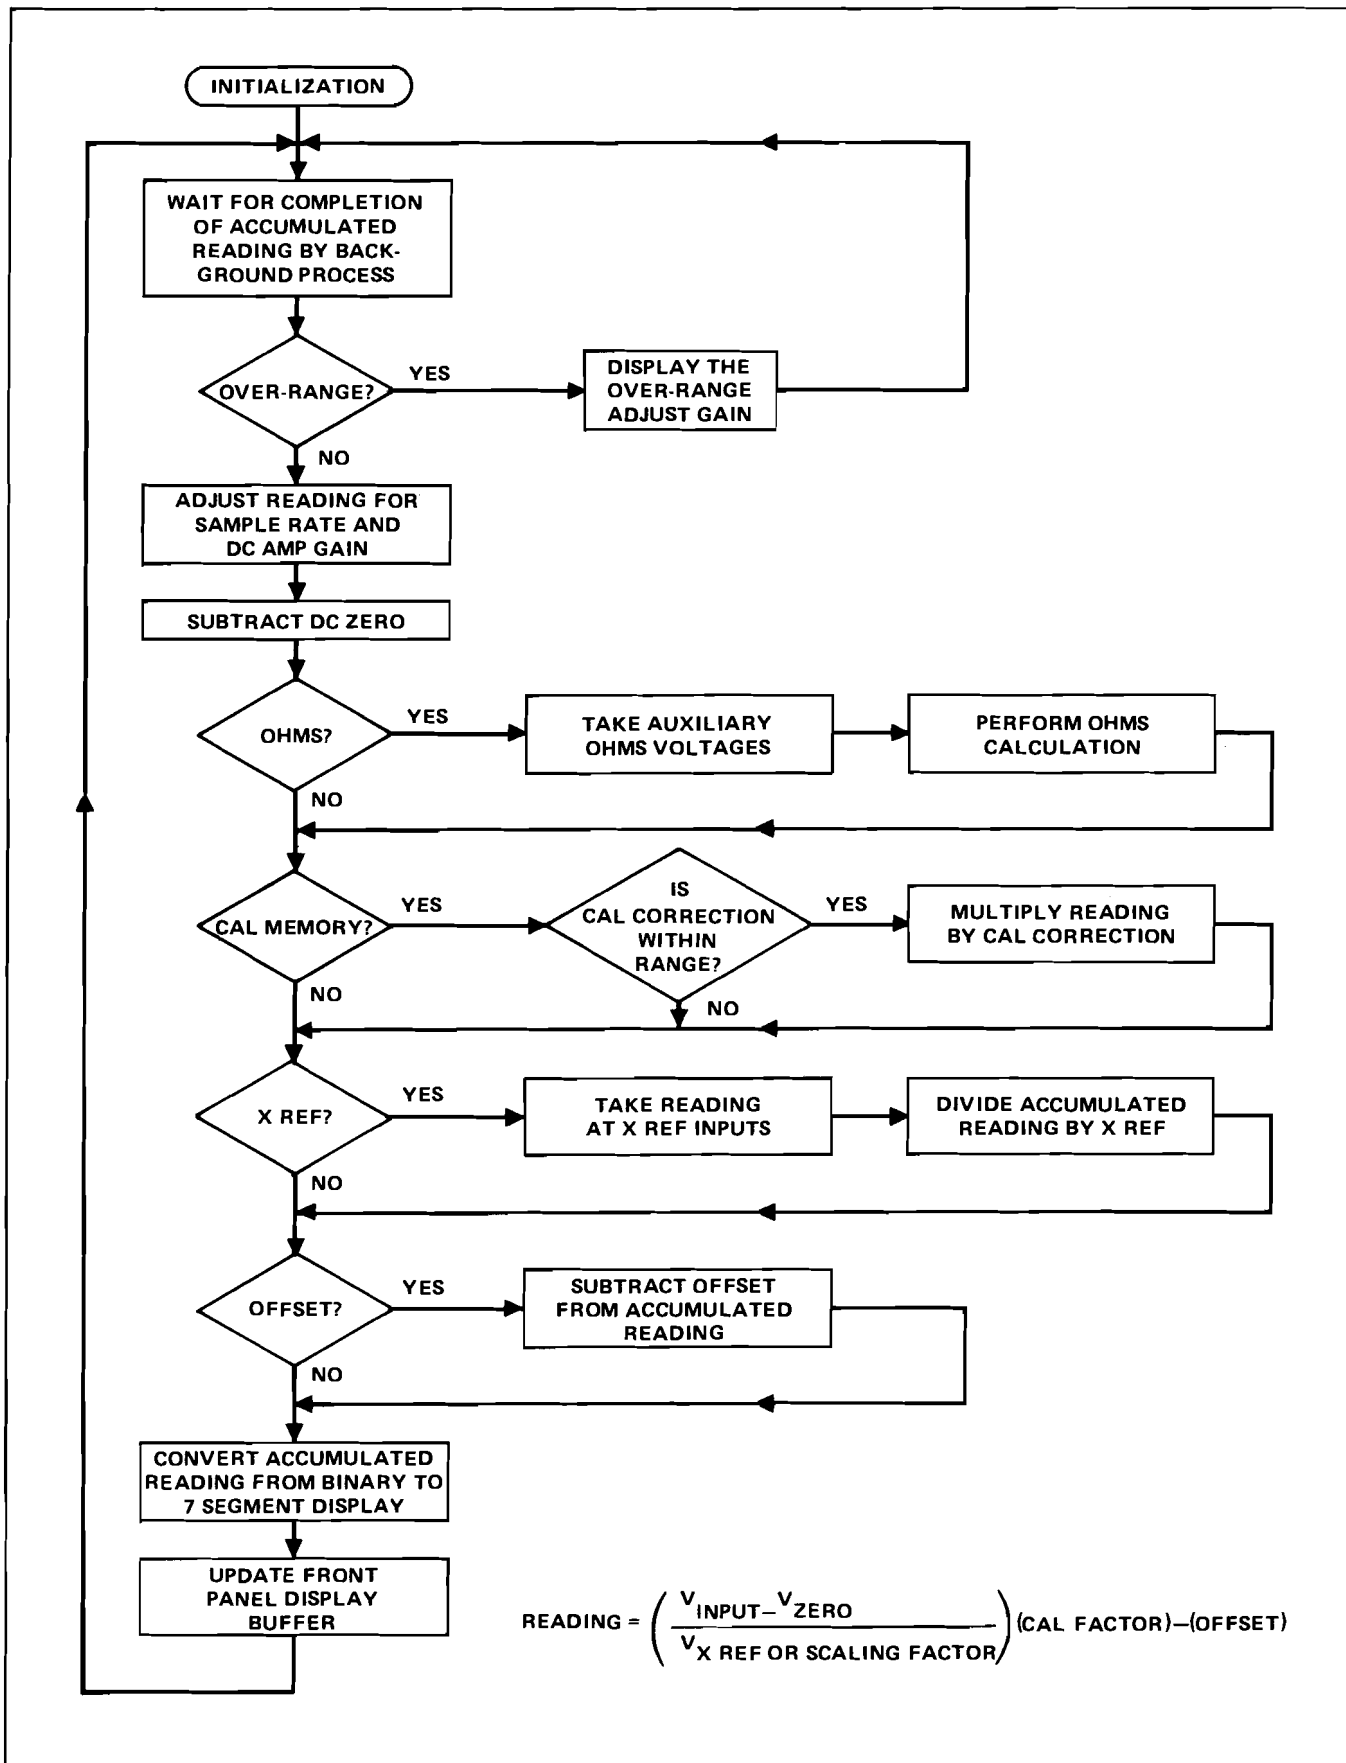 INITIALIZATION
WAIT FOR COMPLETION
OF ACCUMULATED
READING BY BACK-
GROUND PROCESS
OVER-RANGE?
YES
DISPLAY THE
OVER-RANGE
ADJUST GAIN
NO
ADJUST READING FOR
SAMPLE RATE AND
DC AMP GAIN
SUBTRACT DC ZERO
OHMS?
YES
TAKE AUXILIARY
OHMS VOLTAGES
PERFORM OHMS
CALCULATION
NO
CAL MEMORY?
YES
IS
CAL CORRECTION
WITHIN
RANGE?
YES
MULTIPLY READING
BY CAL CORRECTION
NO
NO
X REF?
YES
TAKE READING
AT X REF INPUTS
DIVIDE ACCUMULATED
READING BY X REF
NO
OFFSET?
YES
SUBTRACT OFFSET
FROM ACCUMULATED
READING
NO
CONVERT ACCUMULATED
READING FROM BINARY TO
7 SEGMENT DISPLAY
UPDATE FRONT
PANEL DISPLAY
BUFFER
READING = ( V INPUT – V ZERO / V X REF OR SCALING FACTOR ) (CAL FACTOR)–(OFFSET)